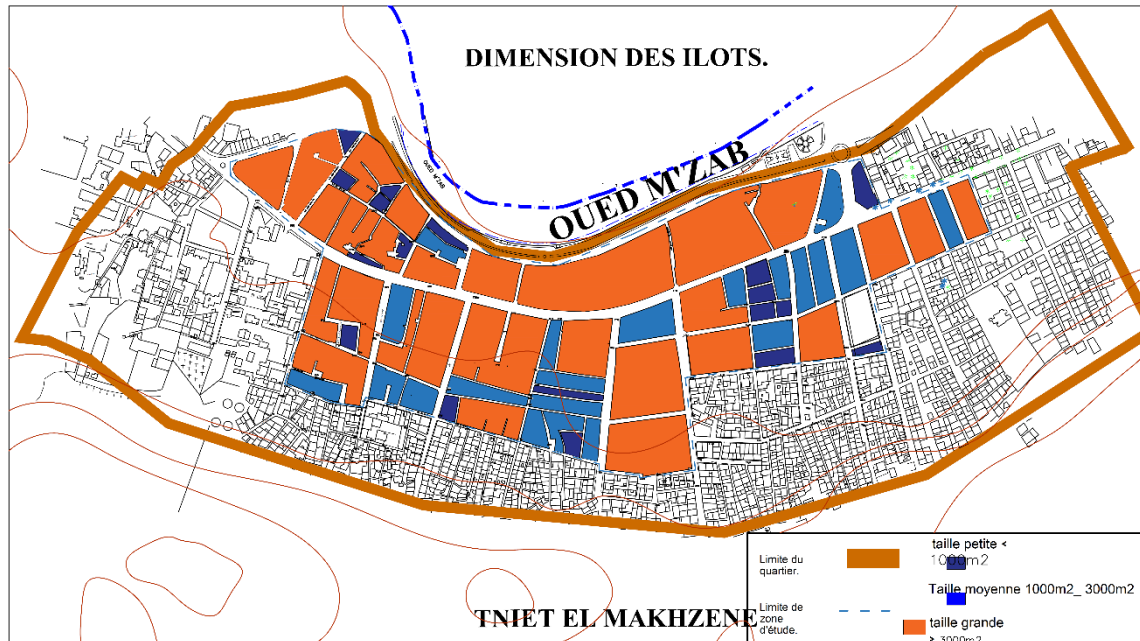 DIMENSION DES ILOTS.
OUED M'ZAB
OUED M'ZAB
TNIET EL MAKHZENE
Limite du
quartier.
Limite de
zone
d'étude.
taille petite <
1000m2
Taille moyenne 1000m2_ 3000m2
taille grande
> 3000m2